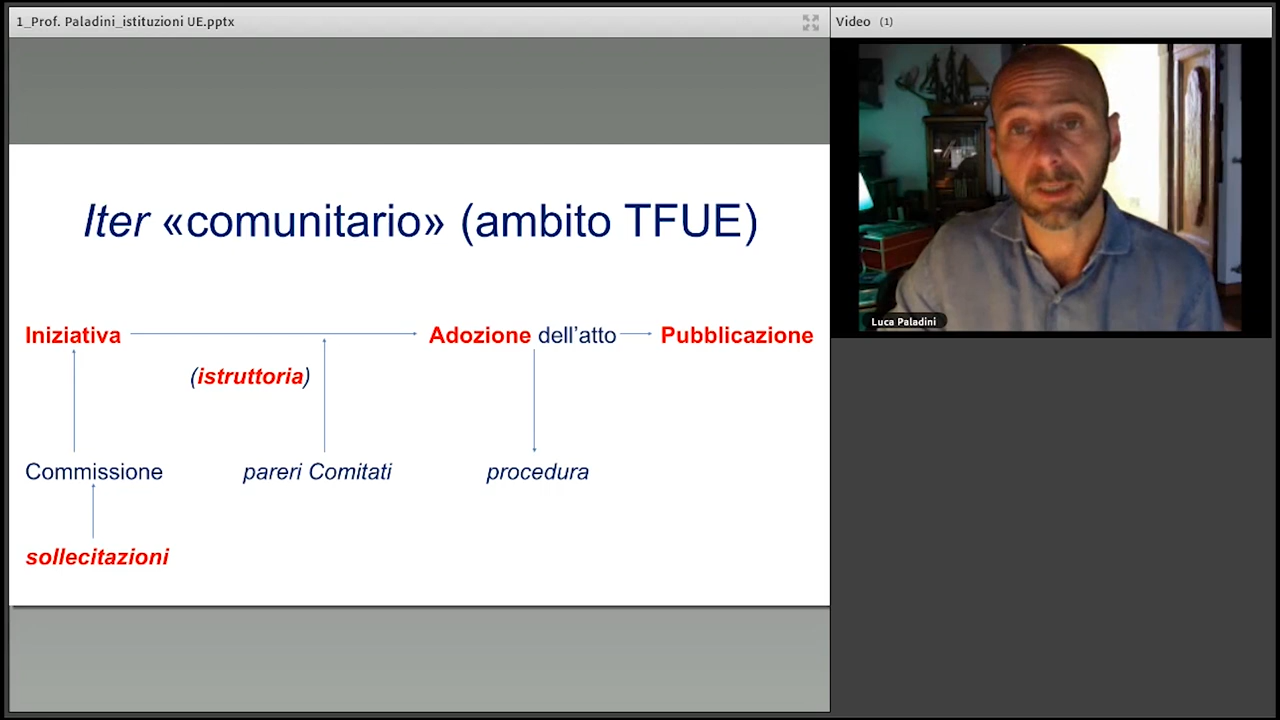 1_Prof. Paladini_istituzioni UE.pptx
Video (1)
Iter «comunitario» (ambito TFUE)
Iniziativa
Adozione dell’atto
Pubblicazione
(istruttoria)
Commissione
pareri Comitati
procedura
sollecitazioni
Luca Paladini